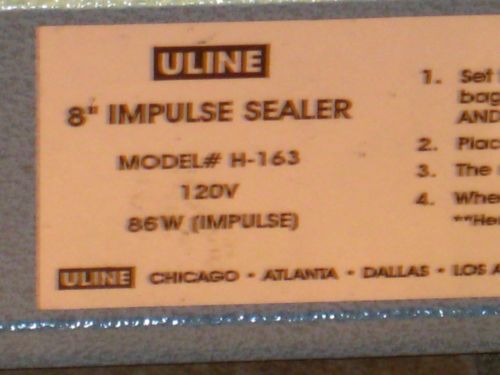 ULINE
8" IMPULSE SEALER
MODEL# H-163
120V
86W (IMPULSE)
1. Set
bag
AND
2. Plac
3. The
4. Whe
**He
ULINE CHICAGO • ATLANTA • DALLAS • LOS A